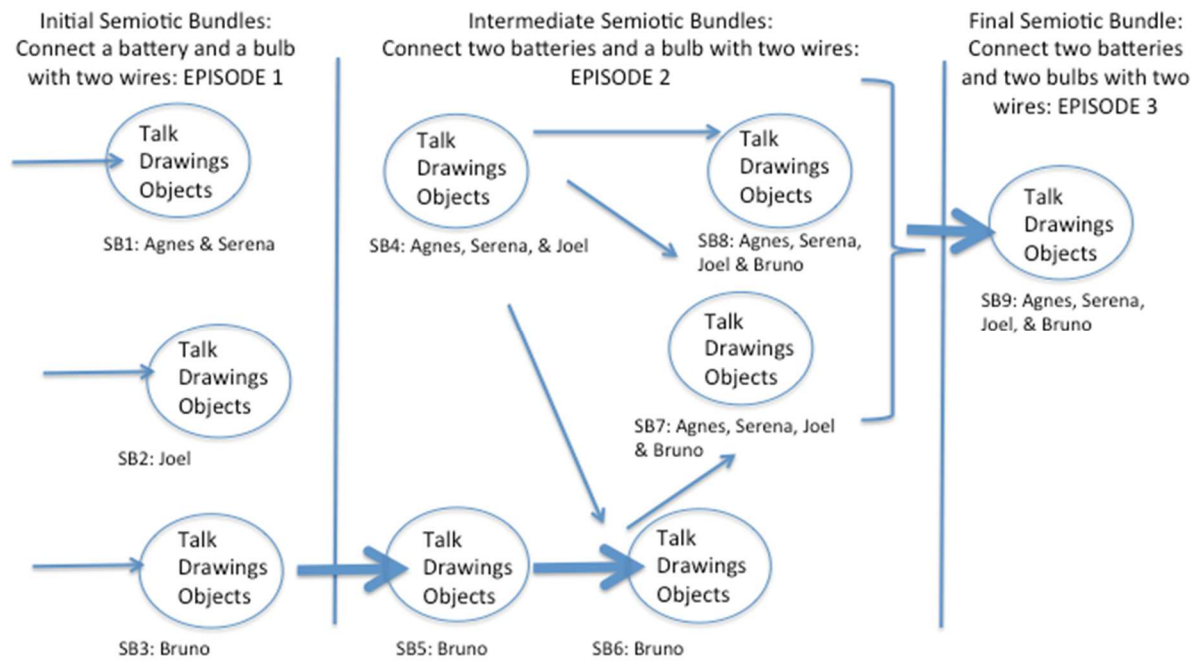 Initial Semiotic Bundles:
Connect a battery and a bulb
with two wires: EPISODE 1
Talk
Drawings
Objects
SB1: Agnes & Serena
Talk
Drawings
Objects
SB2: Joel
Talk
Drawings
Objects
SB3: Bruno
Intermediate Semiotic Bundles:
Connect two batteries and a bulb with two wires:
EPISODE 2
Talk
Drawings
Objects
SB4: Agnes, Serena, & Joel
Talk
Drawings
Objects
SB8: Agnes, Serena,
Joel & Bruno
Talk
Drawings
Objects
SB7: Agnes, Serena, Joel
& Bruno
Talk
Drawings
Objects
SB5: Bruno
Talk
Drawings
Objects
SB6: Bruno
Final Semiotic Bundle:
Connect two batteries
and two bulbs with two
wires: EPISODE 3
Talk
Drawings
Objects
SB9: Agnes, Serena,
Joel, & Bruno